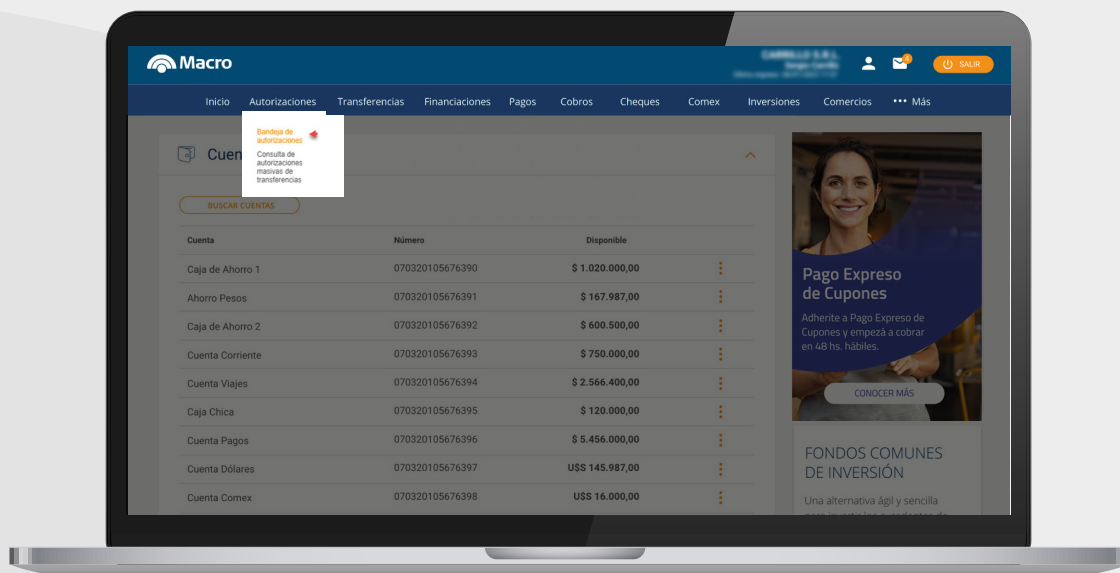 Macro
CARRILLO S.R.L.
Sergio Carrillo
4
SALIR
Inicio Autorizaciones Transferencias Financiaciones Pagos Cobros Cheques Comex Inversiones Comercios ••• Más
Bandeja de
autorizaciones
Consulta de
autorizaciones
masivas de
transferencias
Cuen
BUSCAR CUENTAS
Cuenta Número Disponible
Caja de Ahorro 1 070320105676390 $ 1.020.000,00
Ahorro Pesos 070320105676391 $ 167.987,00
Caja de Ahorro 2 070320105676392 $ 600.500,00
Cuenta Corriente 070320105676393 $ 750.000,00
Cuenta Viajes 070320105676394 $ 2.566.400,00
Caja Chica 070320105676395 $ 120.000,00
Cuenta Pagos 070320105676396 $ 5.456.000,00
Cuenta Dólares 070320105676397 U$S 145.987,00
Cuenta Comex 070320105676398 U$S 16.000,00
Pago Expreso
de Cupones
Adherite a Pago Expreso de
Cupones y empezá a cobrar
en 48 hs. hábiles.
CONOCER MÁS
FONDOS COMUNES
DE INVERSIÓN
Una alternativa ágil y sencilla